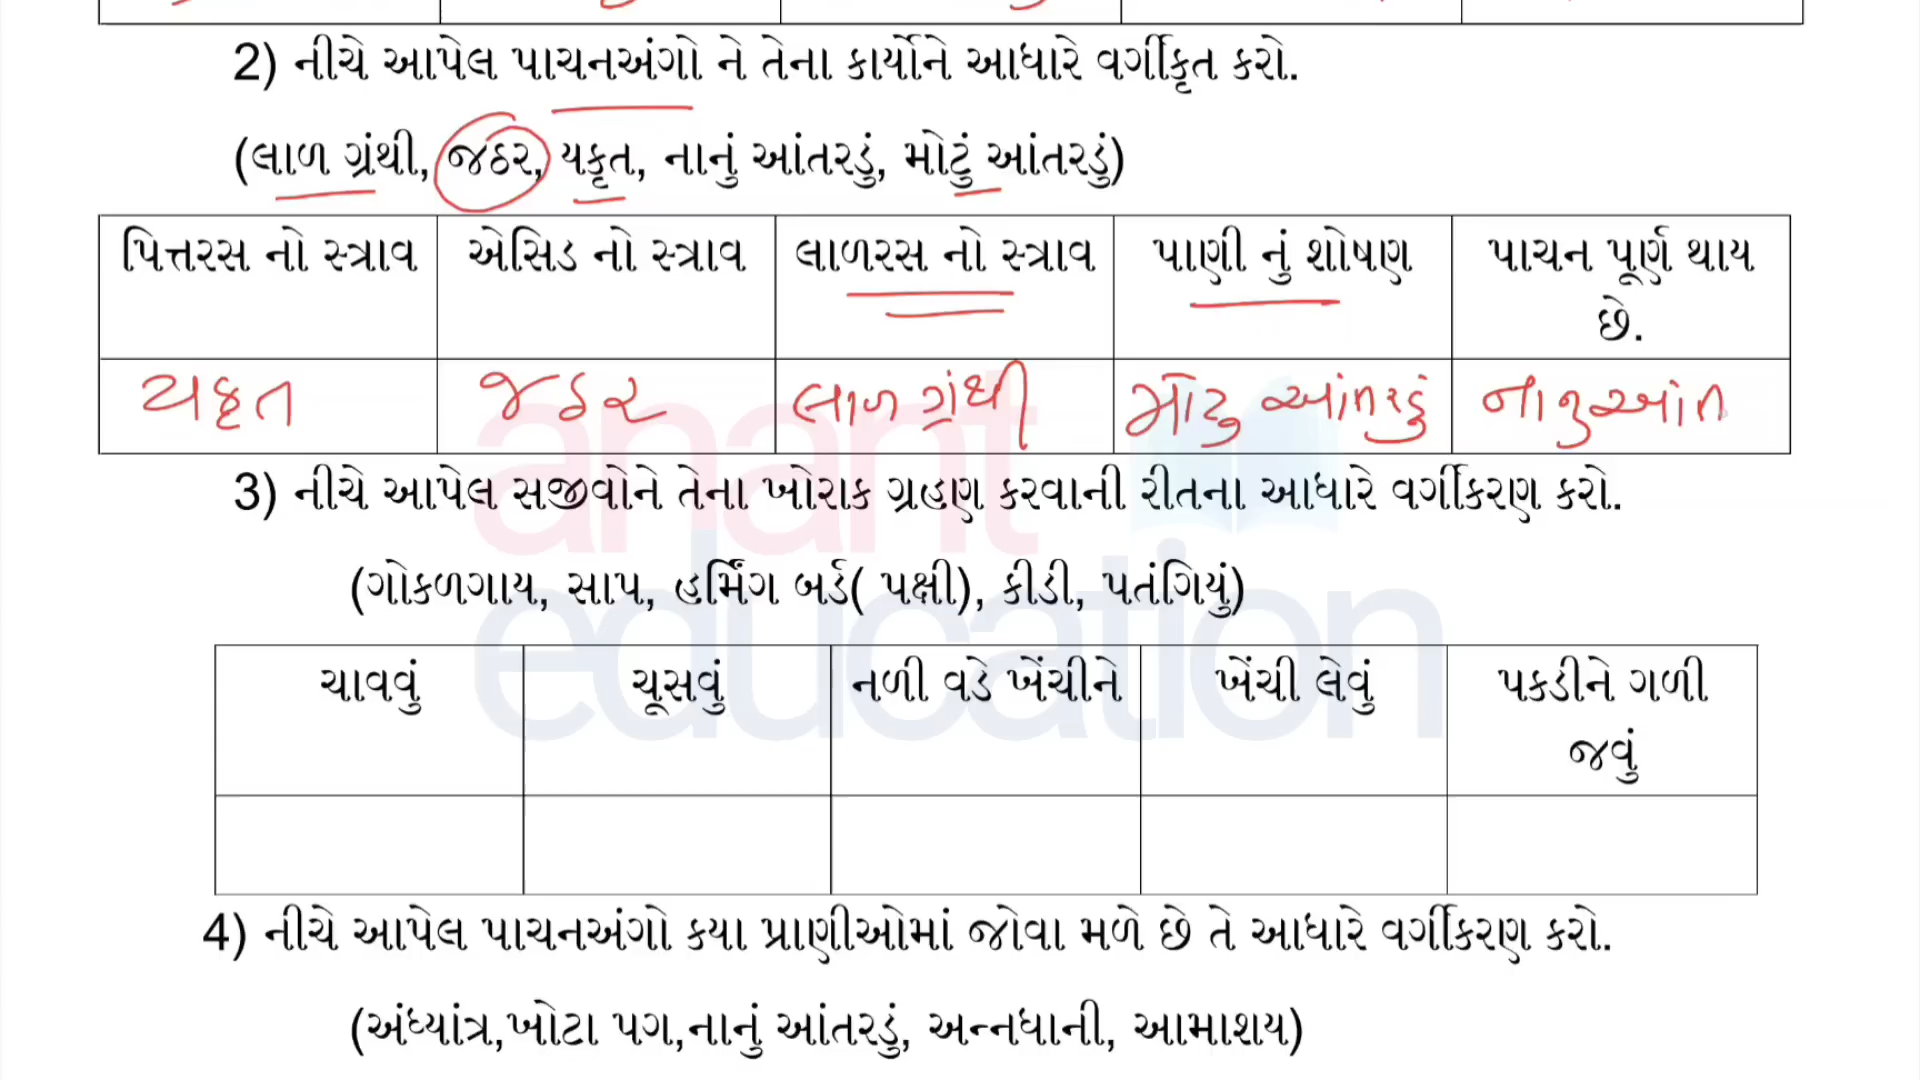 2) નીચે આપેલ પાચનઅંગો ને તેના કાર્યોને આધારે વર્ગીકૃત કરો.
(લાળ ગ્રંથી, જઠર, યકૃત, નાનું આંતરડું, મોટું આંતરડું)
પિત્તરસ નો સ્ત્રાવ એસિડ નો સ્ત્રાવ લાળરસ નો સ્ત્રાવ પાણી નું શોષણ પાચન પૂર્ણ થાય
છે.
યકૃત જઠર લાળ ગ્રંથી મોટુ આંતરડું નાનુ આંત
3) નીચે આપેલ સજીવોને તેના ખોરાક ગ્રહણ કરવાની રીતના આધારે વર્ગીકરણ કરો.
anant
(ગોકળગાય, સાપ, હર્મિંગ બર્ડ( પક્ષી), કીડી, પતંગિયું)
education
ચાવવું ચૂસવું નળી વડે ખેંચીને ખેંચી લેવું પકડીને ગળી
જવું
4) નીચે આપેલ પાચનઅંગો કયા પ્રાણીઓમાં જોવા મળે છે તે આધારે વર્ગીકરણ કરો.
(અંધ્યાંત્ર,ખોટા પગ,નાનું આંતરડું, અન્નધાની, આમાશય)